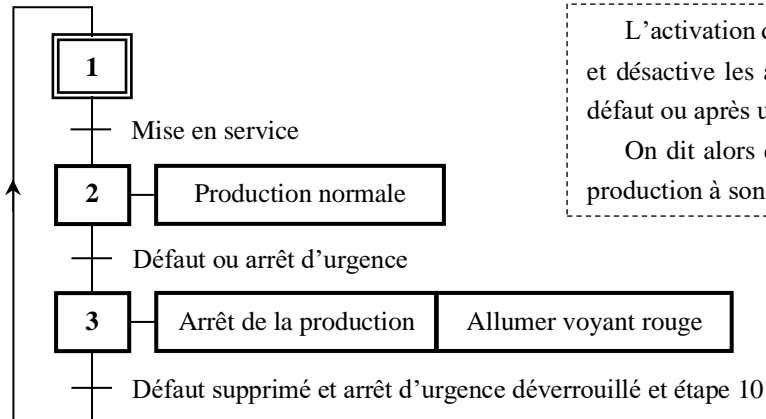 1
Mise en service
2 Production normale
Défaut ou arrêt d’urgence
3 Arrêt de la production Allumer voyant rouge
Défaut supprimé et arrêt d’urgence déverrouillé et étape 10
L’activation
et désactive les
défaut ou après
On dit alors
production à son